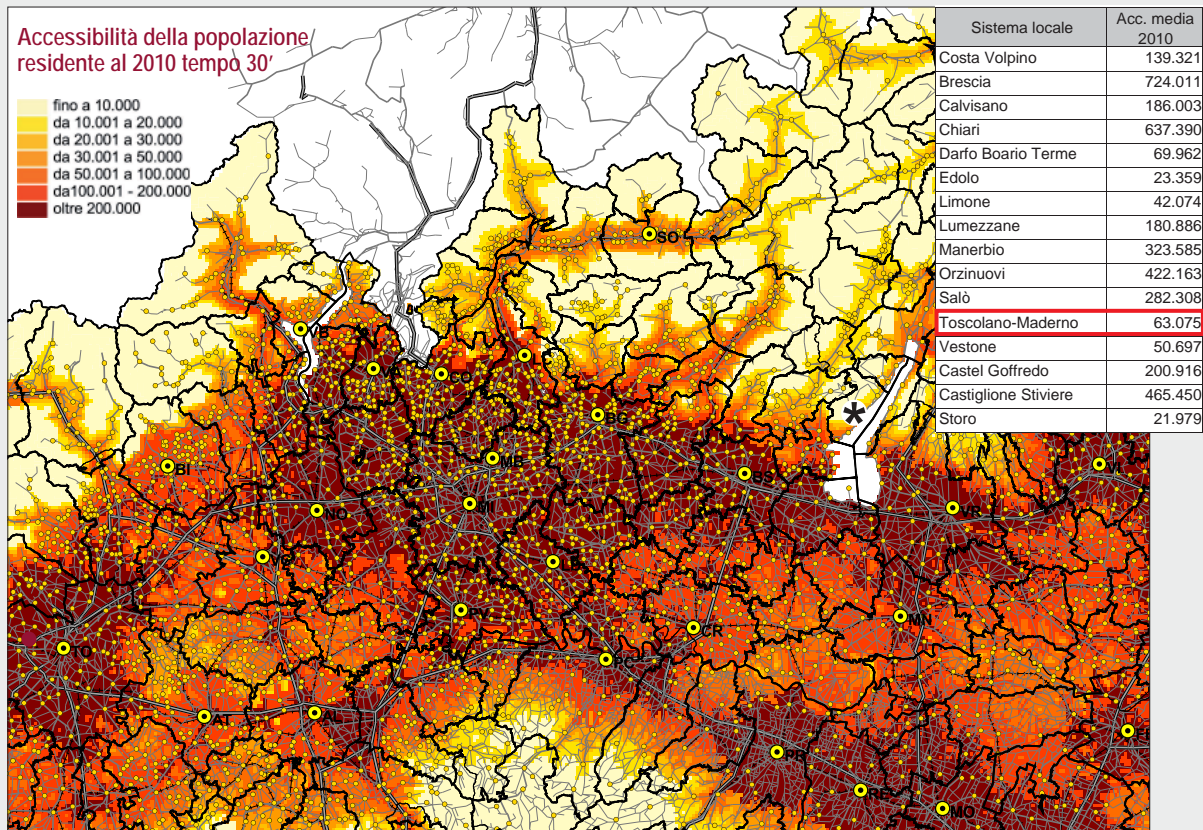 Accessibilità della popolazione
residente al 2010 tempo 30'
fino a 10.000
da 10.001 a 20.000
da 20.001 a 30.000
da 30.001 a 50.000
da 50.001 a 100.000
da100.001 - 200.000
oltre 200.000
Sistema locale Acc. media 2010
Costa Volpino 139.321
Brescia 724.011
Calvisano 186.003
Chiari 637.390
Darfo Boario Terme 69.962
Edolo 23.359
Limone 42.074
Lumezzane 180.886
Manerbio 323.585
Orzinuovi 422.163
Salò 282.308
Toscolano-Maderno 63.075
Vestone 50.697
Castel Goffredo 200.916
Castiglione Stiviere 465.450
Storo 21.979
SO
VB
CO
*
BG
MB
BI
BS
VI
NO
MI
VR
PV
MN
CR
TO
PC
AT
AL
PR
RE
MO